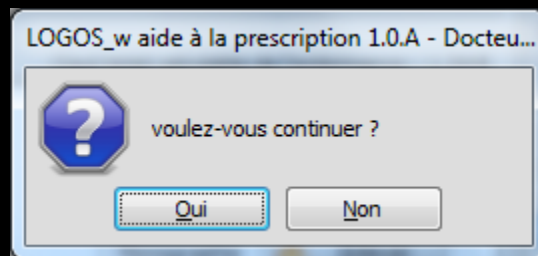 LOGOS_w aide à la prescription 1.0.A - Docteu...
voulez-vous continuer ?
Oui
Non